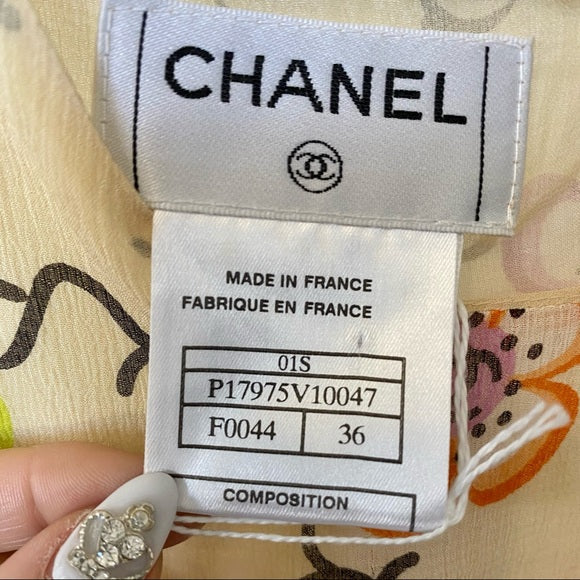 CHANEL
MADE IN FRANCE
FABRIQUE EN FRANCE
01S
P17975V10047
F0044 36
COMPOSITION